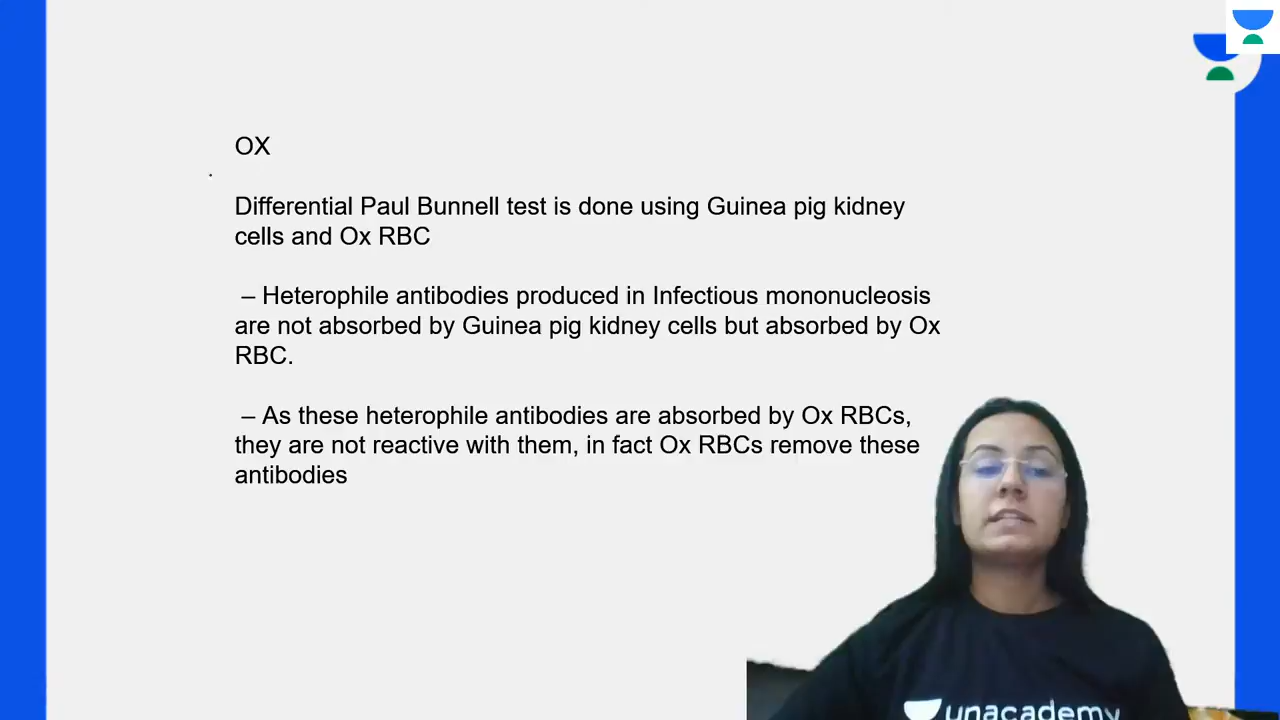 OX
Differential Paul Bunnell test is done using Guinea pig kidney
cells and Ox RBC
– Heterophile antibodies produced in Infectious mononucleosis
are not absorbed by Guinea pig kidney cells but absorbed by Ox
RBC.
– As these heterophile antibodies are absorbed by Ox RBCs,
they are not reactive with them, in fact Ox RBCs remove these
antibodies
unacademy